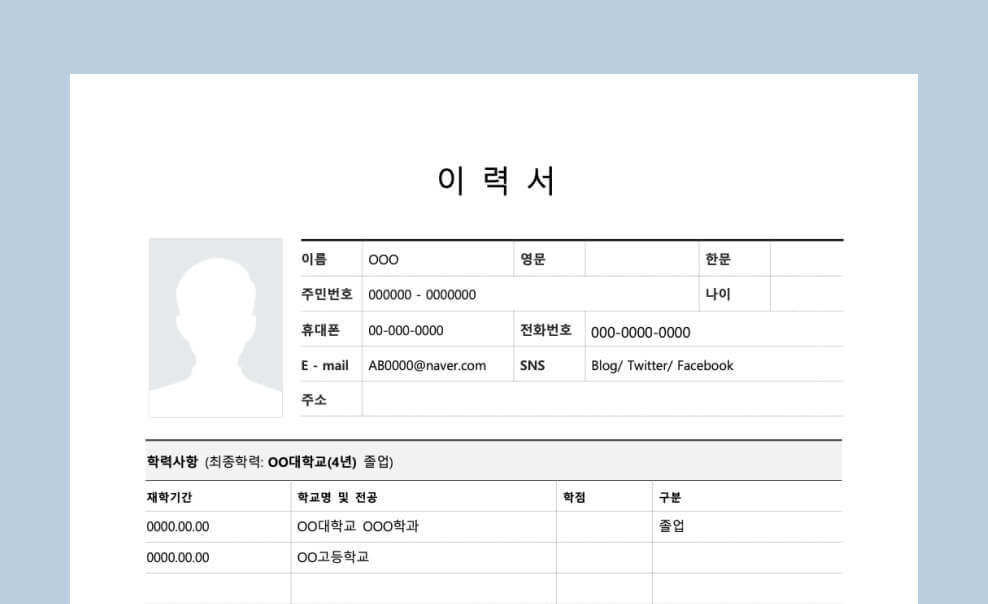 이 력 서
이름 OOO 영문 한문
주민번호 000000 - 0000000 나이
휴대폰 00-000-0000 전화번호 000-0000-0000
E - mail AB0000@naver.com SNS Blog/ Twitter/ Facebook
주소
학력사항 (최종학력: OO대학교(4년) 졸업)
재학기간 학교명 및 전공 학점 구분
0000.00.00 OO대학교 OOO학과 졸업
0000.00.00 OO고등학교